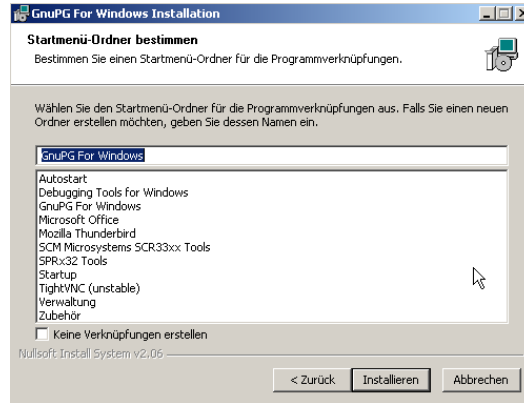 GnuPG For Windows Installation
Startmenü-Ordner bestimmen
Bestimmen Sie einen Startmenü-Ordner für die Programmverknüpfungen.
Wählen Sie den Startmenü-Ordner für die Programmverknüpfungen aus. Falls Sie einen neuen
Ordner erstellen möchten, geben Sie dessen Namen ein.
GnuPG For Windows
Autostart
Debugging Tools for Windows
GnuPG For Windows
Microsoft Office
Mozilla Thunderbird
SCM Microsystems SCR33xx Tools
SPRx32 Tools
Startup
TightVNC (unstable)
Verwaltung
Zubehör
Keine Verknüpfungen erstellen
Nullsoft Install System v2.06
< Zurück
Installieren
Abbrechen